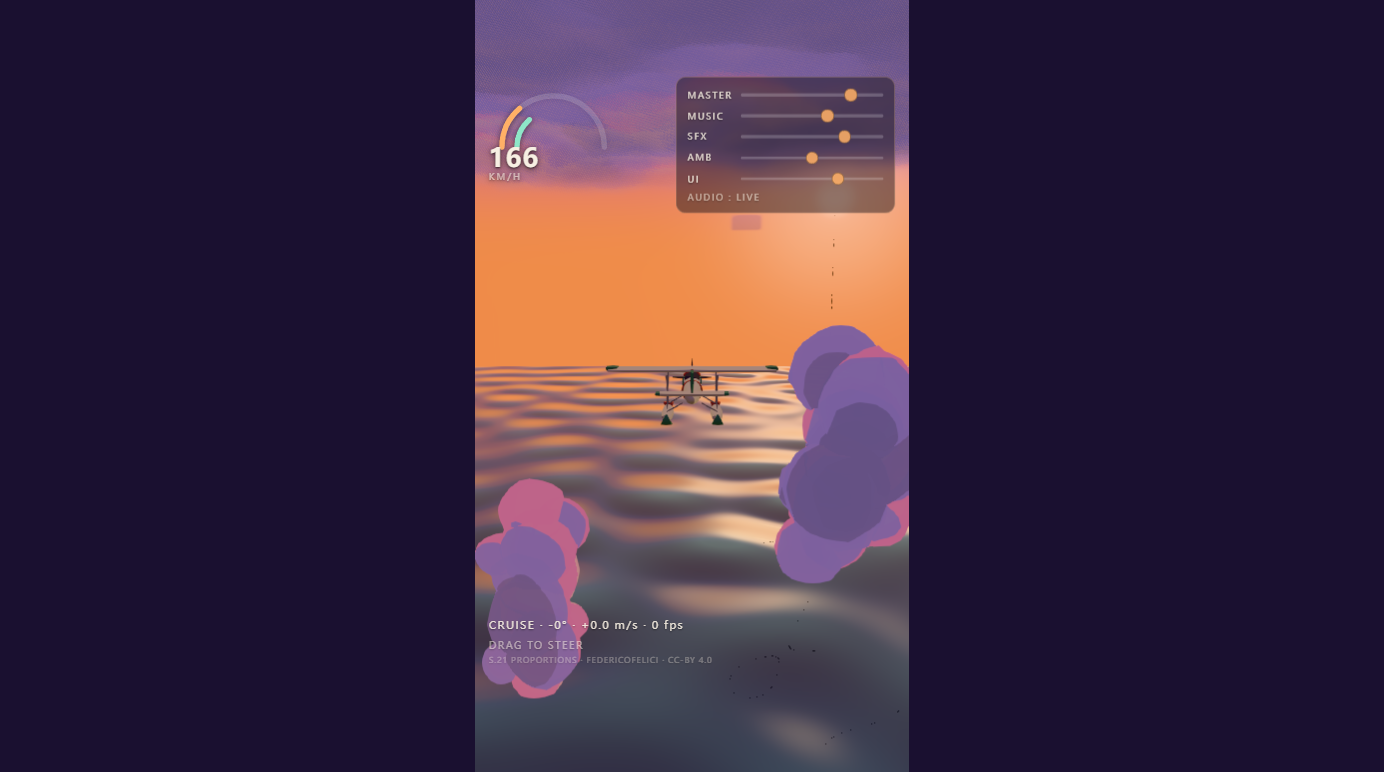 166
KM/H
MASTER
MUSIC
SFX
AMB
UI
AUDIO : LIVE
CRUISE · -0° · +0.0 m/s · 0 fps
DRAG TO STEER
S.21 PROPORTIONS · FEDERICOFELICI · CC-BY 4.0